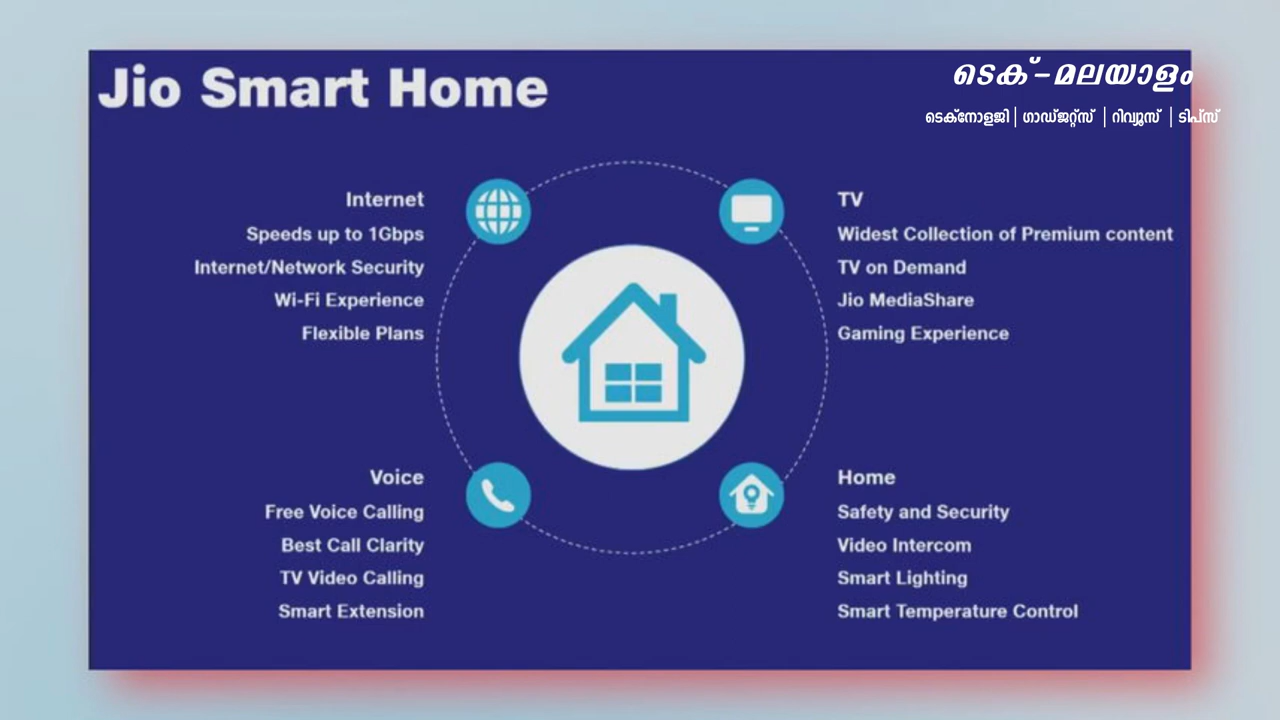 Jio Smart Home
ടെക്-മലയാളം
ടെക്നോളജി | ഗാഡ്ജറ്റ്സ് | റിവ്യൂസ് | ടിപ്സ്
Internet
Speeds up to 1Gbps
Internet/Network Security
Wi-Fi Experience
Flexible Plans
TV
Widest Collection of Premium content
TV on Demand
Jio MediaShare
Gaming Experience
Voice
Free Voice Calling
Best Call Clarity
TV Video Calling
Smart Extension
Home
Safety and Security
Video Intercom
Smart Lighting
Smart Temperature Control